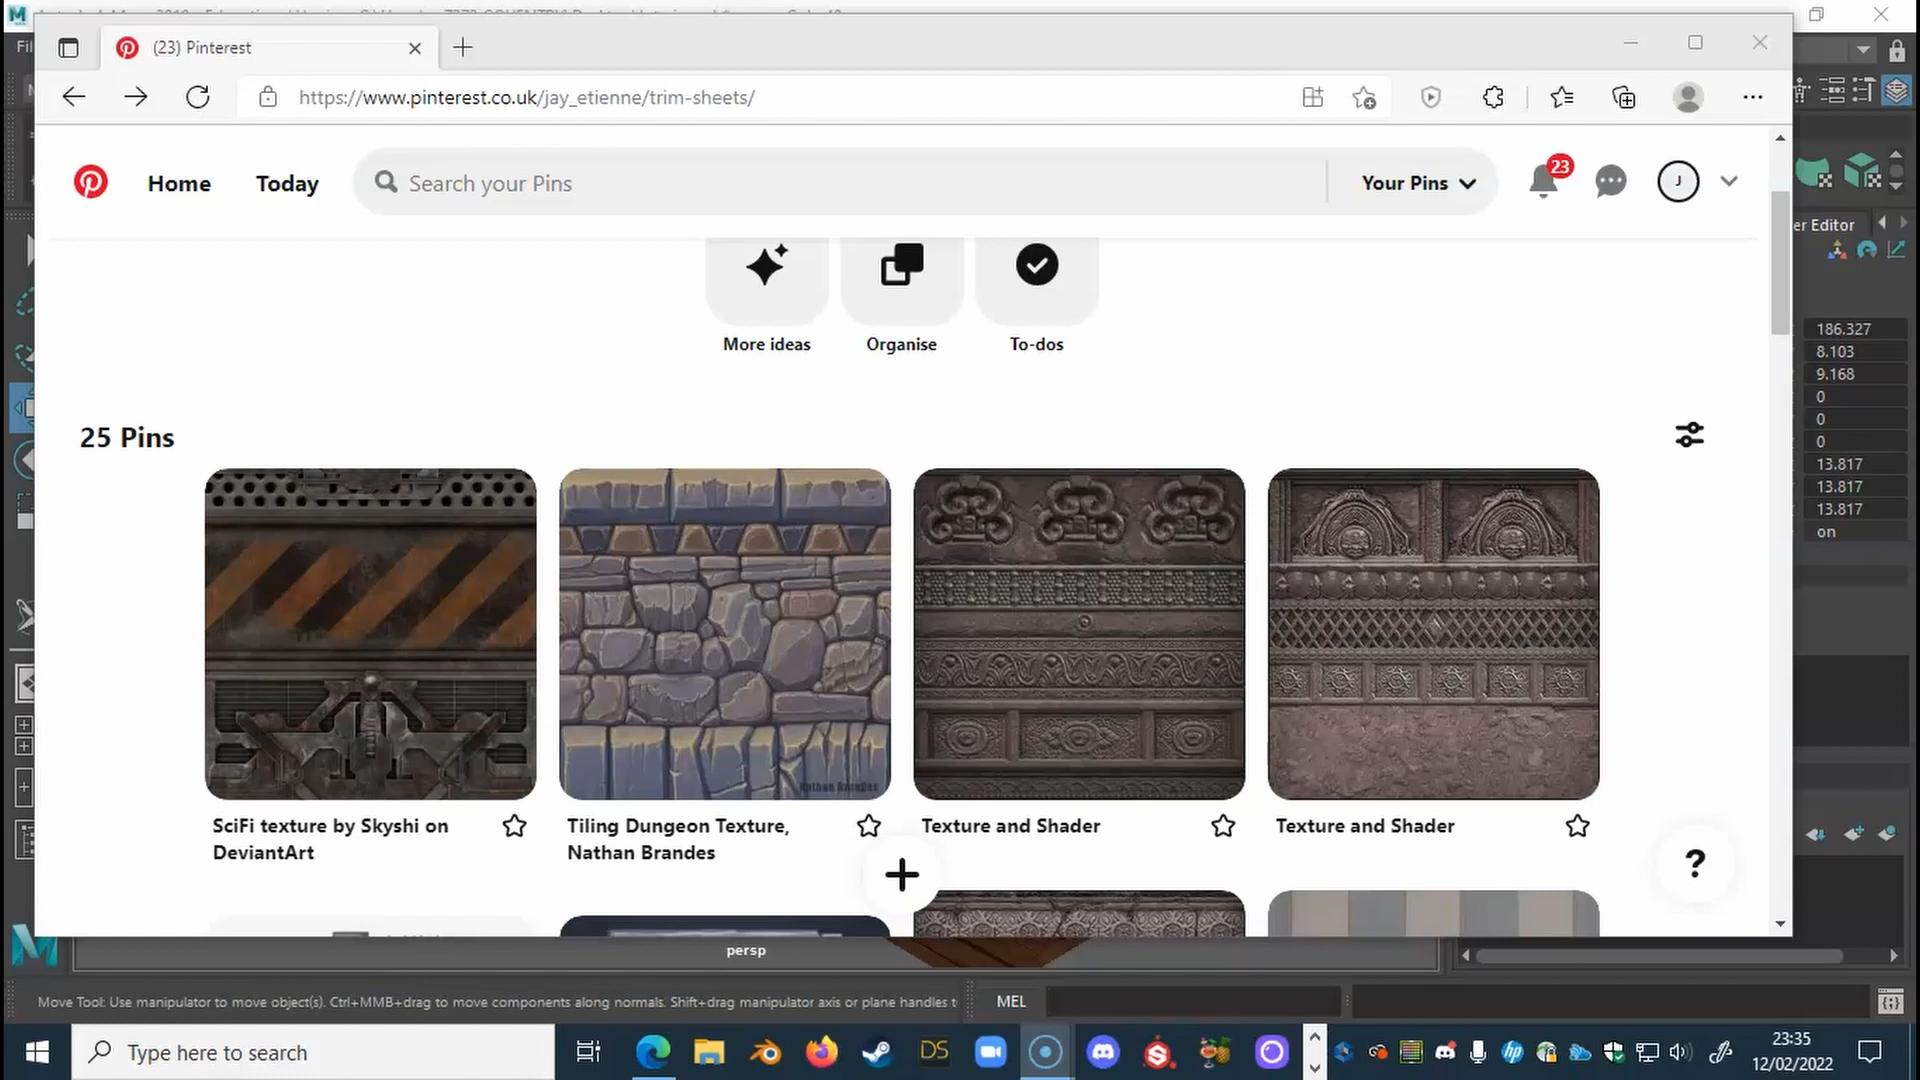 (23) Pinterest
Fil
https://www.pinterest.co.uk/jay_etienne/trim-sheets/
Home
Today
Search your Pins
Your Pins
23
J
er Editor
More ideas
Organise
To-dos
186.327
8.103
9.168
0
0
0
13.817
13.817
13.817
on
25 Pins
Nathan Brandes
SciFi texture by Skyshi on
DeviantArt
Tiling Dungeon Texture,
Nathan Brandes
Texture and Shader
Texture and Shader
?
persp
Move Tool: Use manipulator to move object(s). Ctrl+MMB+drag to move components along normals. Shift+drag manipulator axis or plane handles t
MEL
Type here to search
DS
hp
23:35
12/02/2022